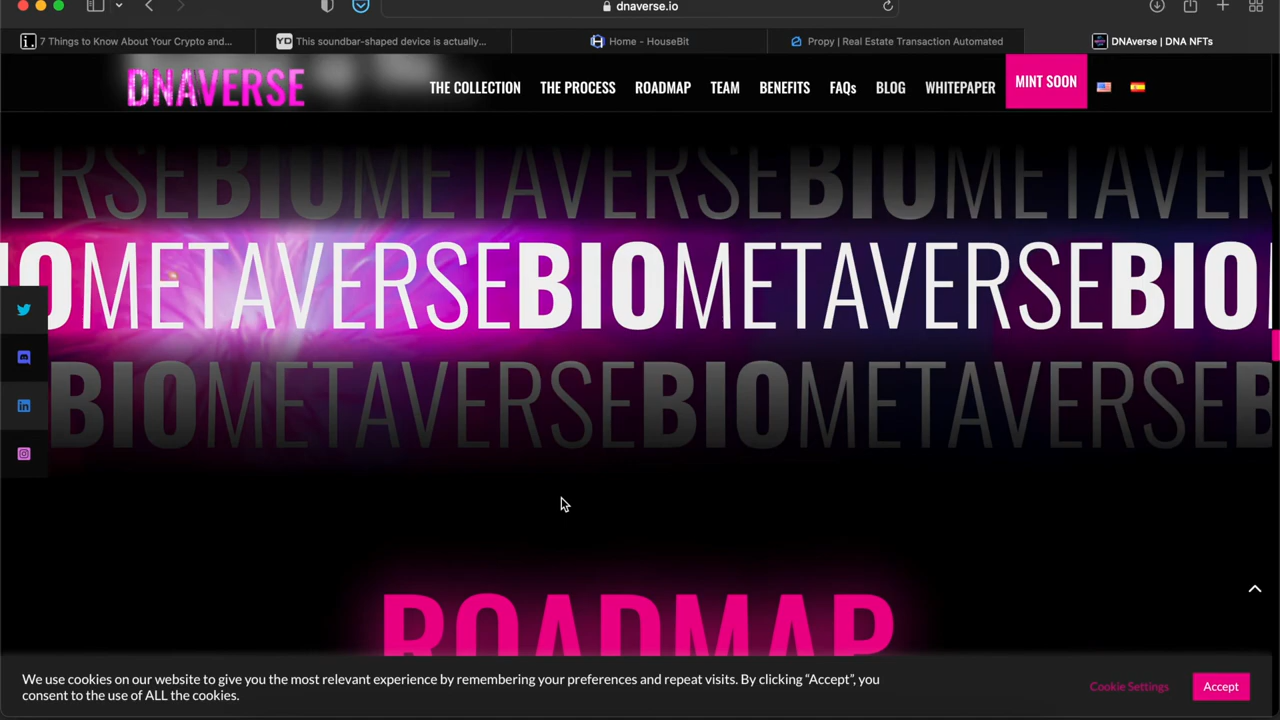 dnaverse.io
7 Things to Know About Your Crypto and...
This soundbar-shaped device is actually...
Home - HouseBit
Propy | Real Estate Transaction Automated
DNAverse | DNA NFTs
DNAVERSE
THE COLLECTION
THE PROCESS
ROADMAP
TEAM
BENEFITS
FAQs
BLOG
WHITEPAPER
MINT SOON
ERSEBIOMETAVERSEBIOMETAVER
IOMETAVERSEBIOMETAVERSEBIO
BIOMETAVERSEBIOMETAVERSEB
ROADMAP
We use cookies on our website to give you the most relevant experience by remembering your preferences and repeat visits. By clicking “Accept”, you
consent to the use of ALL the cookies.
Cookie Settings
Accept